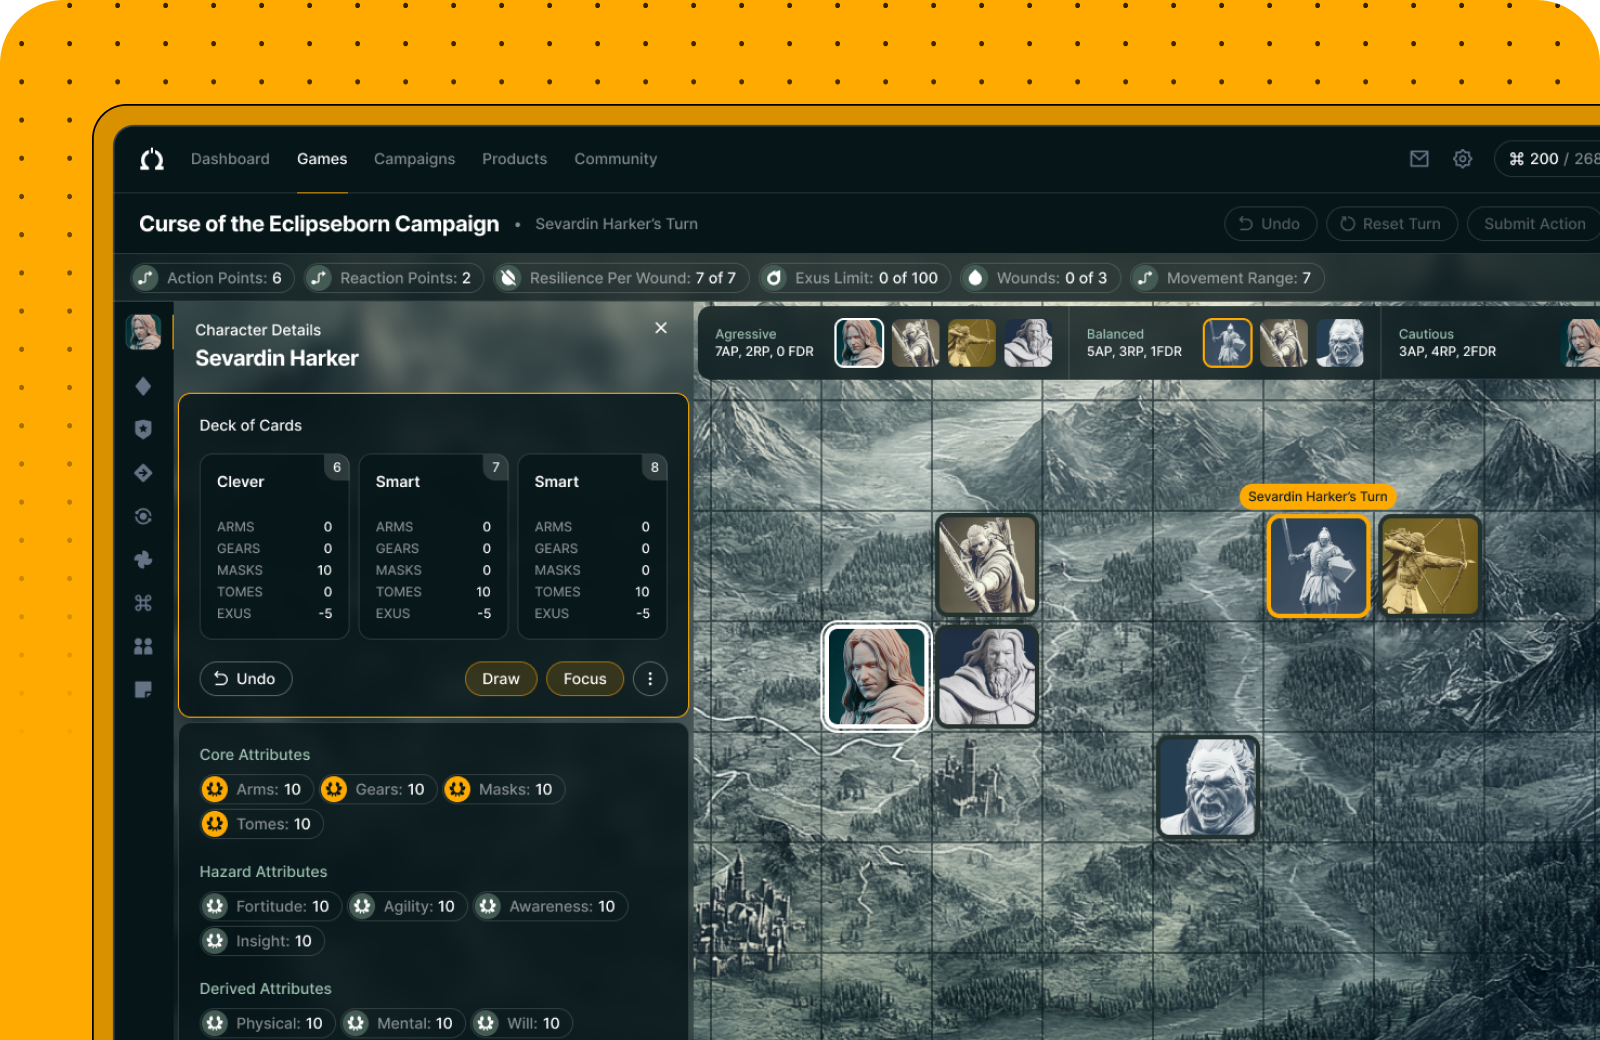 Dashboard Games Campaigns Products Community
⌘ 200 / 268
Curse of the Eclipseborn Campaign • Sevardin Harker's Turn
Undo Reset Turn Submit Action
Action Points: 6 Reaction Points: 2 Resilience Per Wound: 7 of 7 Exus Limit: 0 of 100 Wounds: 0 of 3 Movement Range: 7
Character Details
Sevardin Harker
Agressive
7AP, 2RP, 0 FDR
Balanced
5AP, 3RP, 1FDR
Cautious
3AP, 4RP, 2FDR
Deck of Cards
6
Clever
ARMS 0
GEARS 0
MASKS 10
TOMES 0
EXUS -5
7
Smart
ARMS 0
GEARS 0
MASKS 0
TOMES 10
EXUS -5
8
Smart
ARMS 0
GEARS 0
MASKS 0
TOMES 10
EXUS -5
Undo Draw Focus
Sevardin Harker's Turn
Core Attributes
Arms: 10 Gears: 10 Masks: 10
Tomes: 10
Hazard Attributes
Fortitude: 10 Agility: 10 Awareness: 10
Insight: 10
Derived Attributes
Physical: 10 Mental: 10 Will: 10